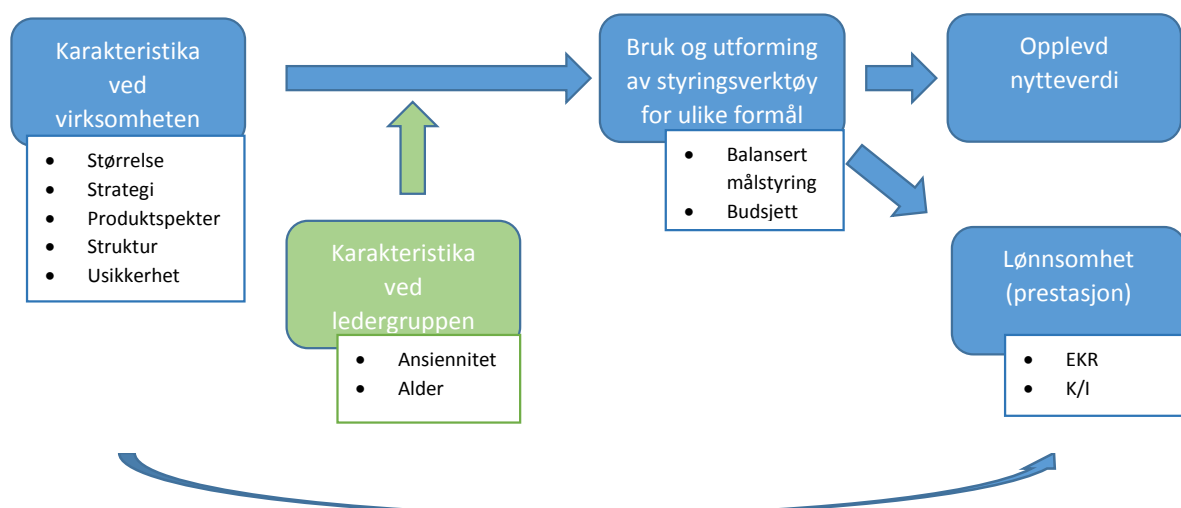 Karakteristika
ved
virksomheten
Størrelse
Strategi
Produktspekter
Struktur
Usikkerhet
Karakteristika
ved
ledergruppen
Ansiennitet
Alder
Bruk og utforming
av styringsverktøy
for ulike formål
Balansert
målstyring
Budsjett
Opplevd
nytteverdi
Lønnsomhet
(prestasjon)
EKR
K/I